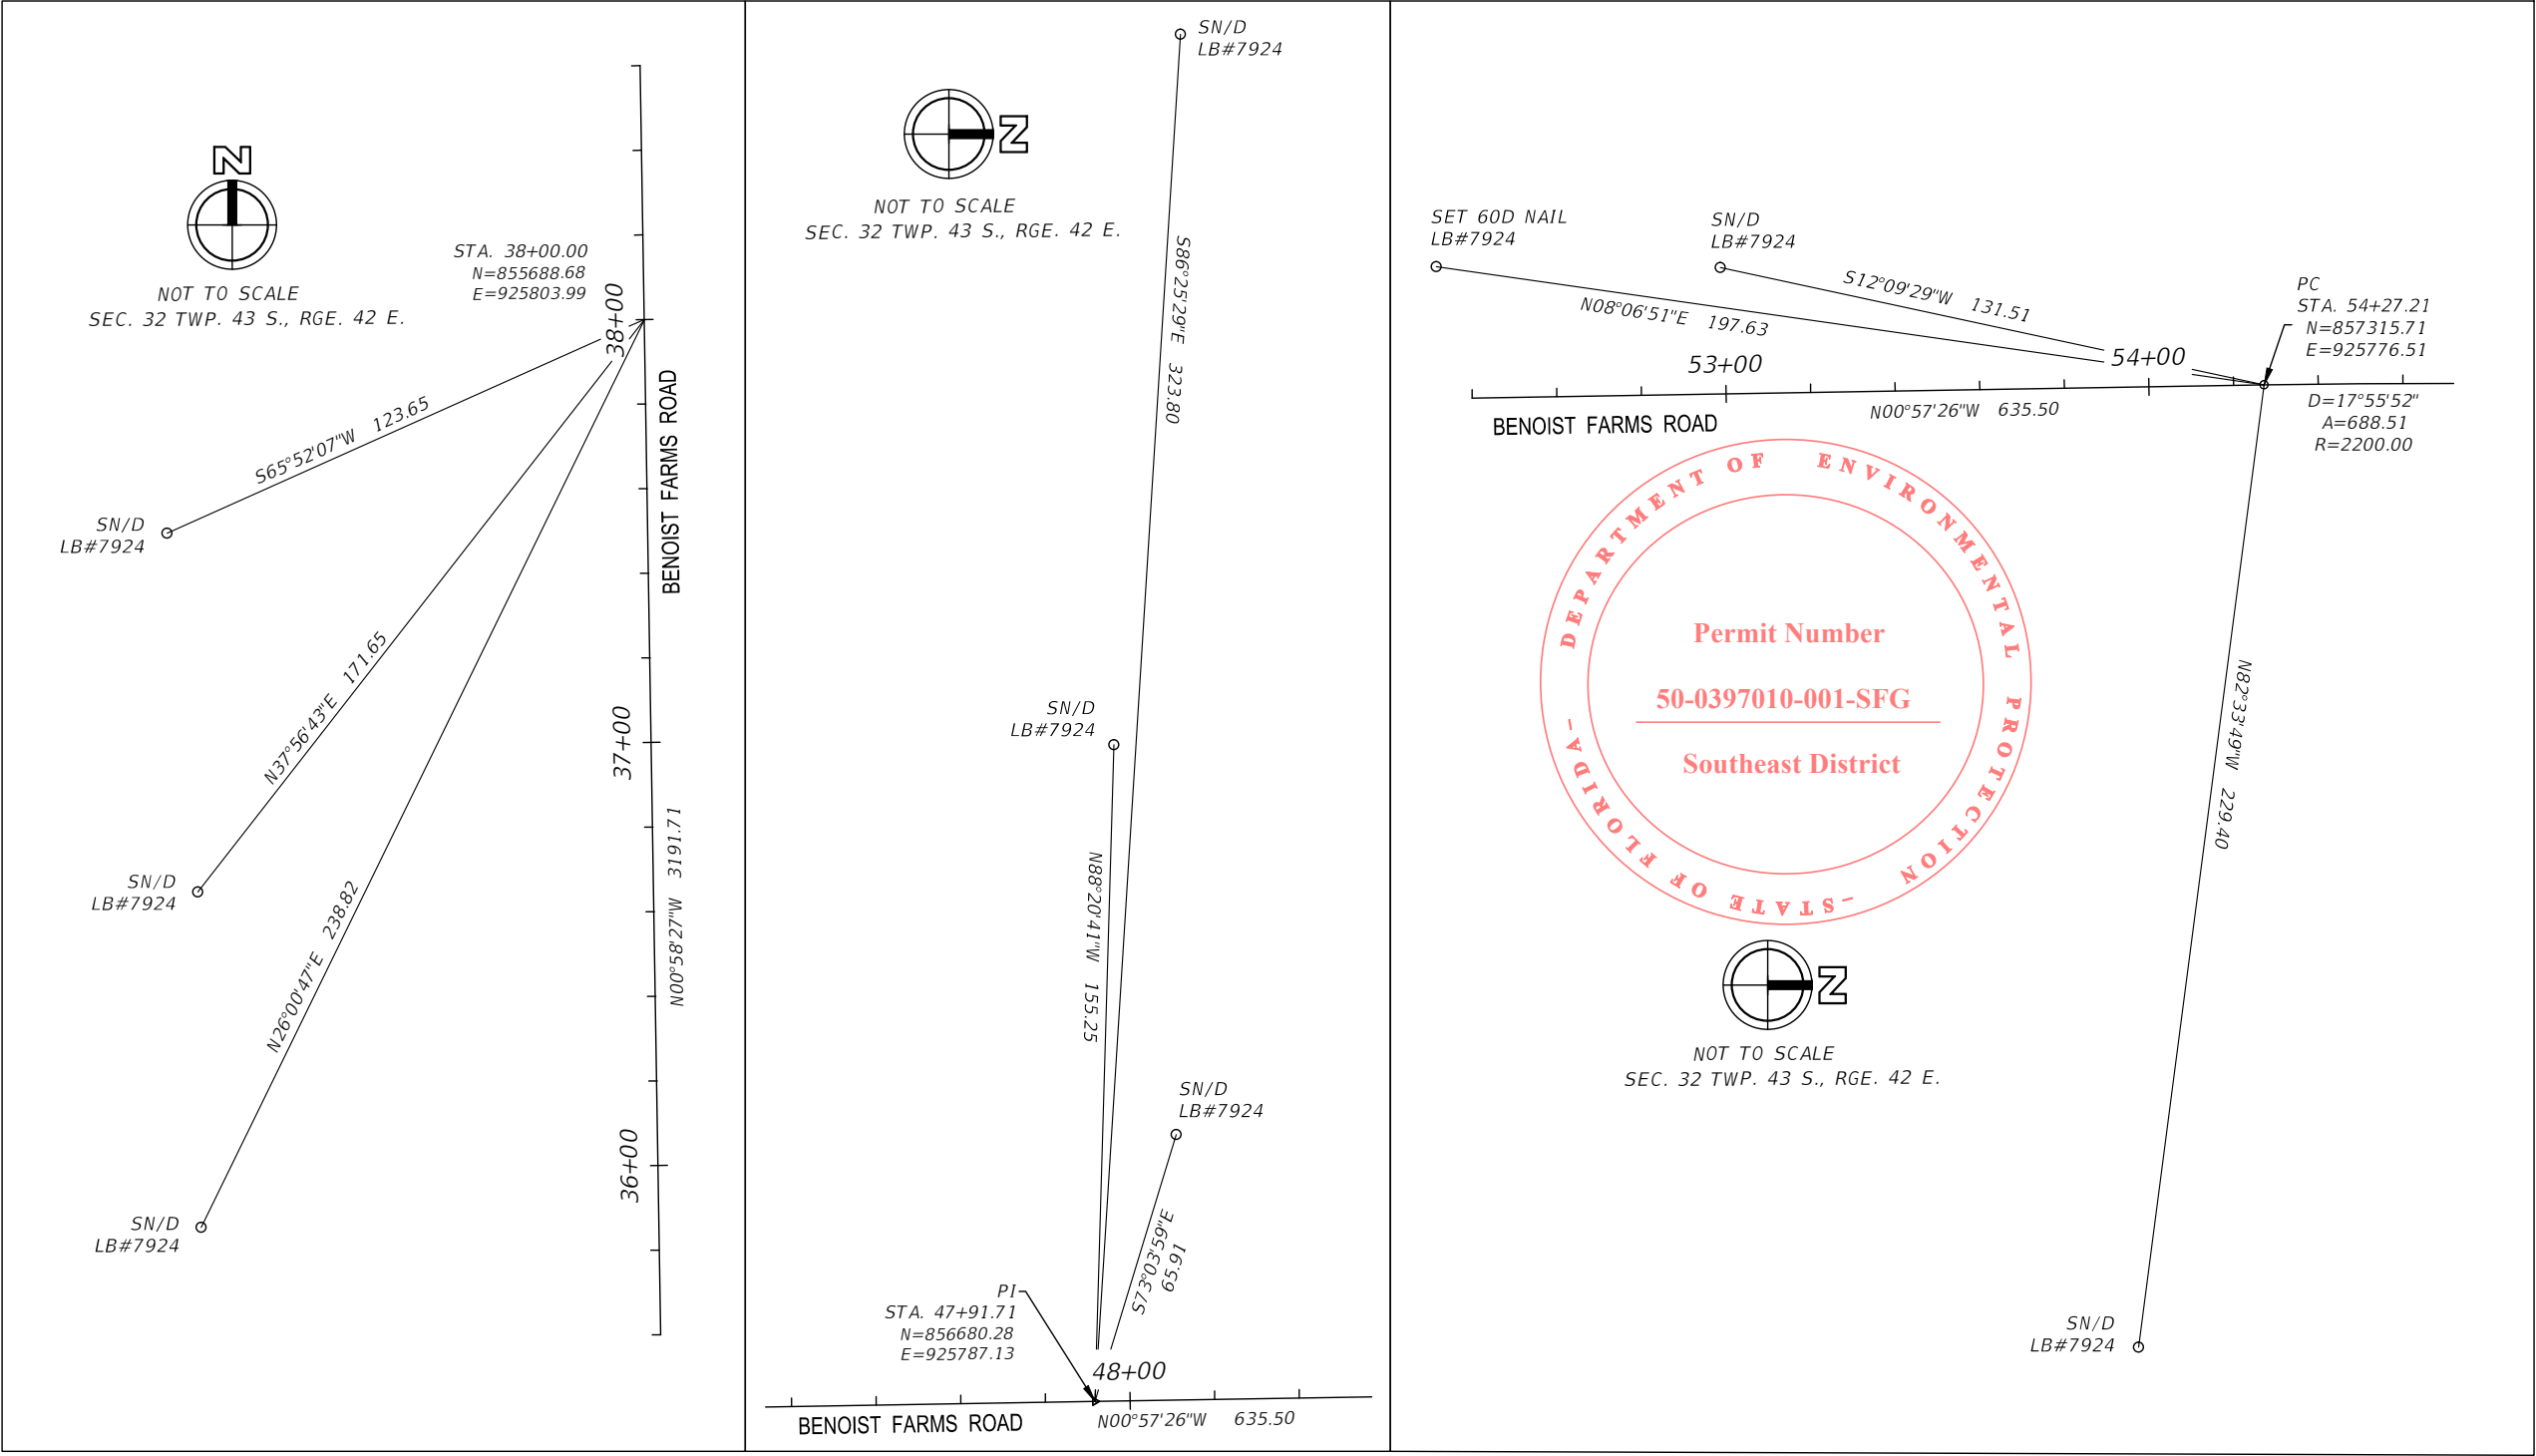 N
NOT TO SCALE
SEC. 32 TWP. 43 S., RGE. 42 E.
STA. 38+00.00
N=855688.68
E=925803.99
38+00
S65°52'07"W 123.65
SN/D
LB#7924
BENOIST FARMS ROAD
N37°56'43"E 171.65
37+00
SN/D
LB#7924
N00°58'27"W 3191.71
N26°00'47"E 238.82
36+00
SN/D
LB#7924
SN/D
LB#7924
N
NOT TO SCALE
SEC. 32 TWP. 43 S., RGE. 42 E.
S86°25'29"E 323.80
SN/D
LB#7924
N88°20'41"W 155.25
SN/D
LB#7924
S73°03'59"E
65.91
PI
STA. 47+91.71
N=856680.28
E=925787.13
48+00
BENOIST FARMS ROAD
N00°57'26"W 635.50
SET 60D NAIL
LB#7924
SN/D
LB#7924
S12°09'29"W 131.51
N08°06'51"E 197.63
PC
STA. 54+27.21
N=857315.71
E=925776.51
53+00
54+00
BENOIST FARMS ROAD
N00°57'26"W 635.50
D=17°55'52"
A=688.51
R=2200.00
DEPARTMENT OF ENVIRONMENTAL PROTECTION
-STATE OF FLORIDA-
Permit Number
50-0397010-001-SFG
Southeast District
N82°33'49"W 229.40
N
NOT TO SCALE
SEC. 32 TWP. 43 S., RGE. 42 E.
SN/D
LB#7924